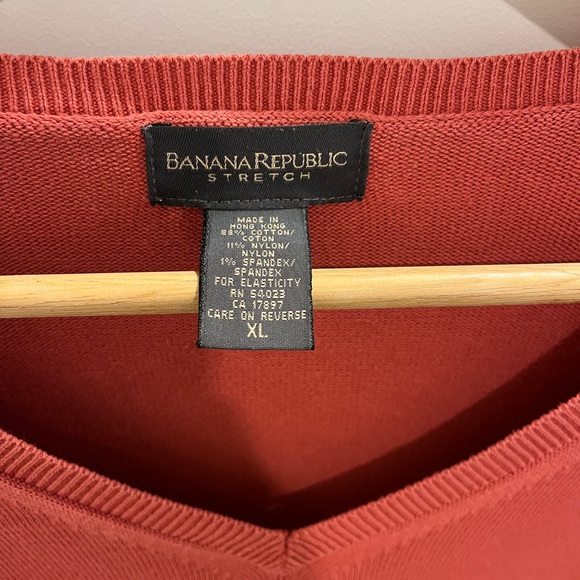 BANANA REPUBLIC
STRETCH
MADE IN
HONG KONG
88% COTTON/
COTON
11% NYLON/
NYLON
1% SPANDEX/
SPANDEX
FOR ELASTICITY
RN 54023
CA 17897
CARE ON REVERSE
XL